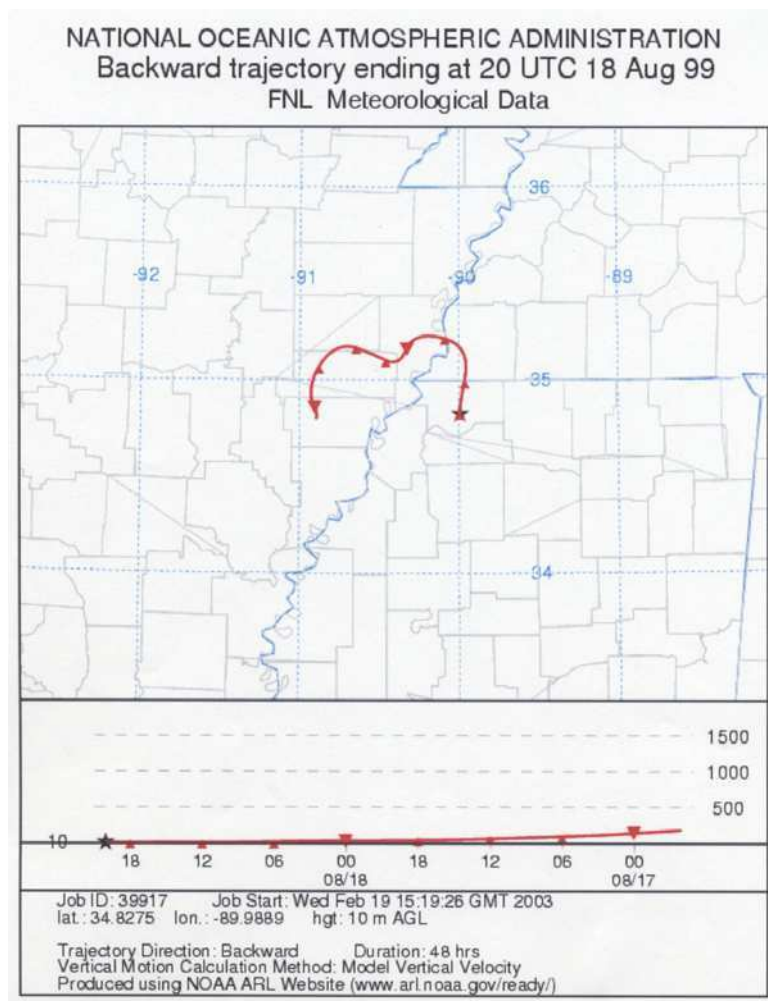 NATIONAL OCEANIC ATMOSPHERIC ADMINISTRATION
Backward trajectory ending at 20 UTC 18 Aug 99
FNL Meteorological Data
36
-92 -91 -90 -89
35
34
1500
1000
500
10
18 12 06 00 18 12 06 00
08/18 08/17
Job ID: 39917 Job Start: Wed Feb 19 15:19:26 GMT 2003
lat.: 34.8275 lon.: -89.9889 hgt: 10 m AGL
Trajectory Direction: Backward Duration: 48 hrs
Vertical Motion Calculation Method: Model Vertical Velocity
Produced using NOAA ARL Website (www.arl.noaa.gov/ready/)